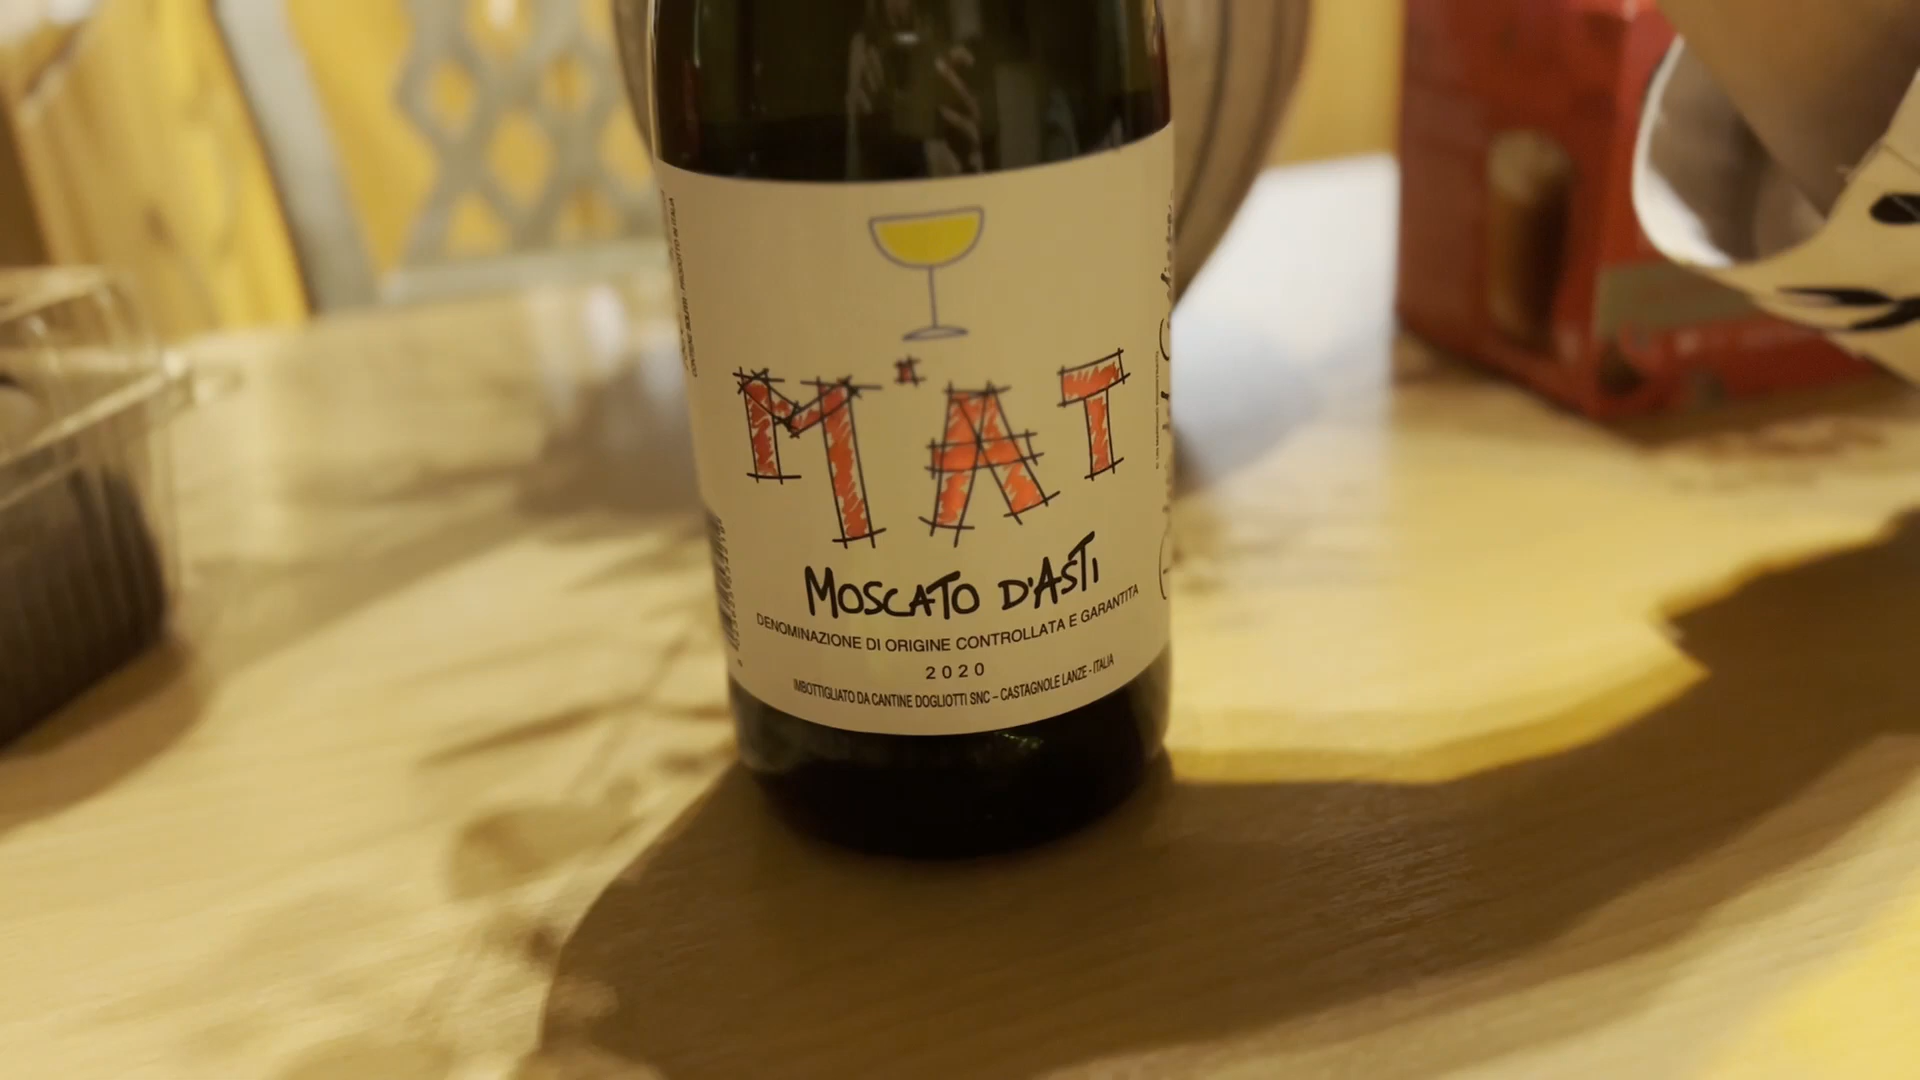 M'AT
MOSCATO D'ASTI
DENOMINAZIONE DI ORIGINE CONTROLLATA E GARANTITA
2020
IMBOTTIGLIATO DA CANTINE DOGLIOTTI SNC – CASTAGNOLE LANZE - ITALIA